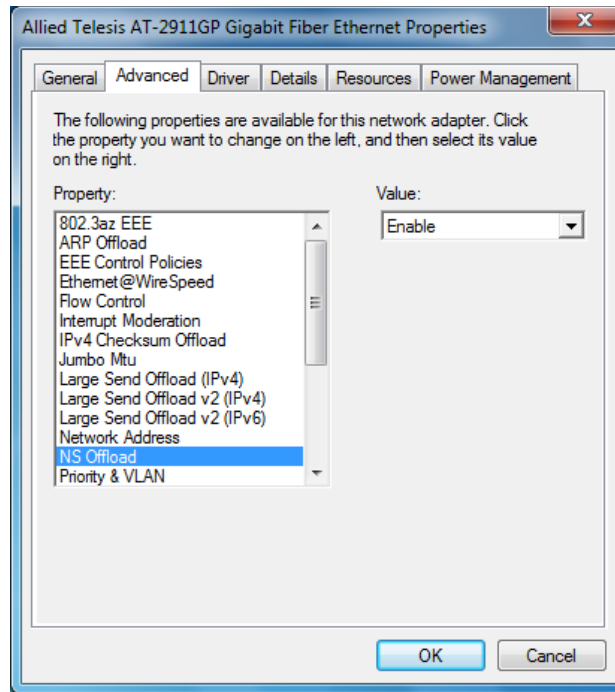 Allied Telesis AT-2911GP Gigabit Fiber Ethernet Properties
General Advanced Driver Details Resources Power Management
The following properties are available for this network adapter. Click
the property you want to change on the left, and then select its value
on the right.
Property: Value:
802.3az EEE Enable
ARP Offload
EEE Control Policies
Ethernet@WireSpeed
Flow Control
Interrupt Moderation
IPv4 Checksum Offload
Jumbo Mtu
Large Send Offload (IPv4)
Large Send Offload v2 (IPv4)
Large Send Offload v2 (IPv6)
Network Address
NS Offload
Priority & VLAN
OK Cancel